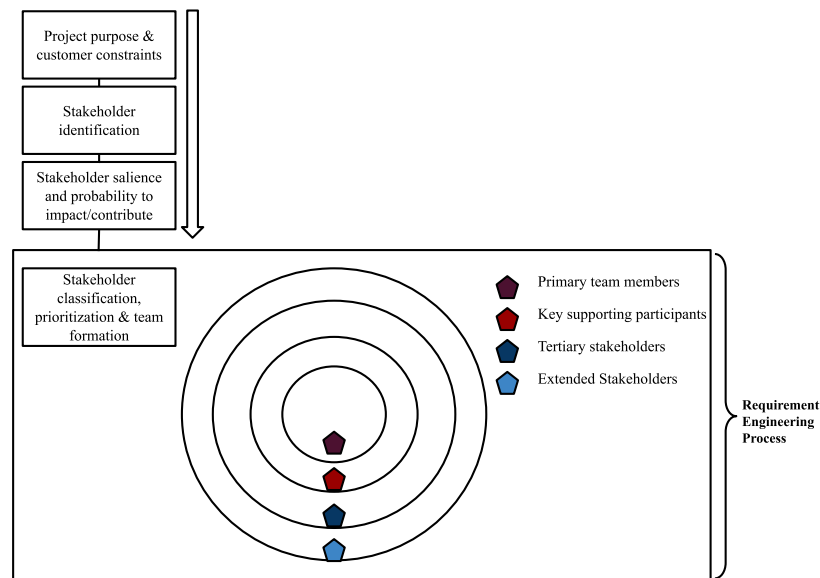 Project purpose &
customer constraints
Stakeholder
identification
Stakeholder salience
and probability to
impact/contribute
Stakeholder
classification,
prioritization & team
formation
Primary team members
Key supporting participants
Tertiary stakeholders
Extended Stakeholders
Requirement
Engineering
Process